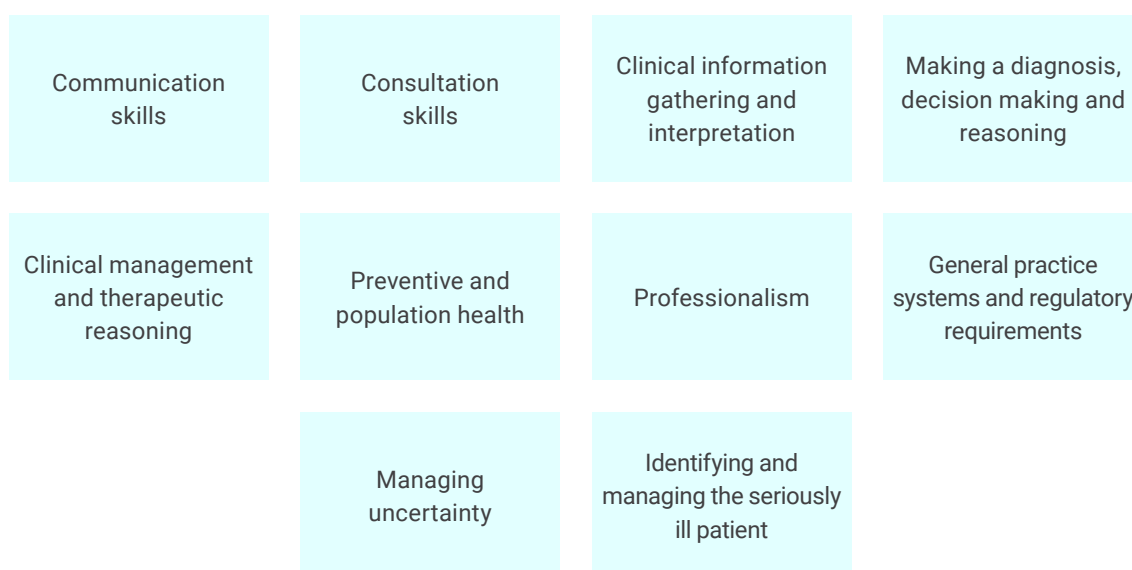 Communication
skills
Consultation
skills
Clinical information
gathering and
interpretation
Making a diagnosis,
decision making and
reasoning
Clinical management
and therapeutic
reasoning
Preventive and
population health
Professionalism
General practice
systems and regulatory
requirements
Managing
uncertainty
Identifying and
managing the seriously
ill patient